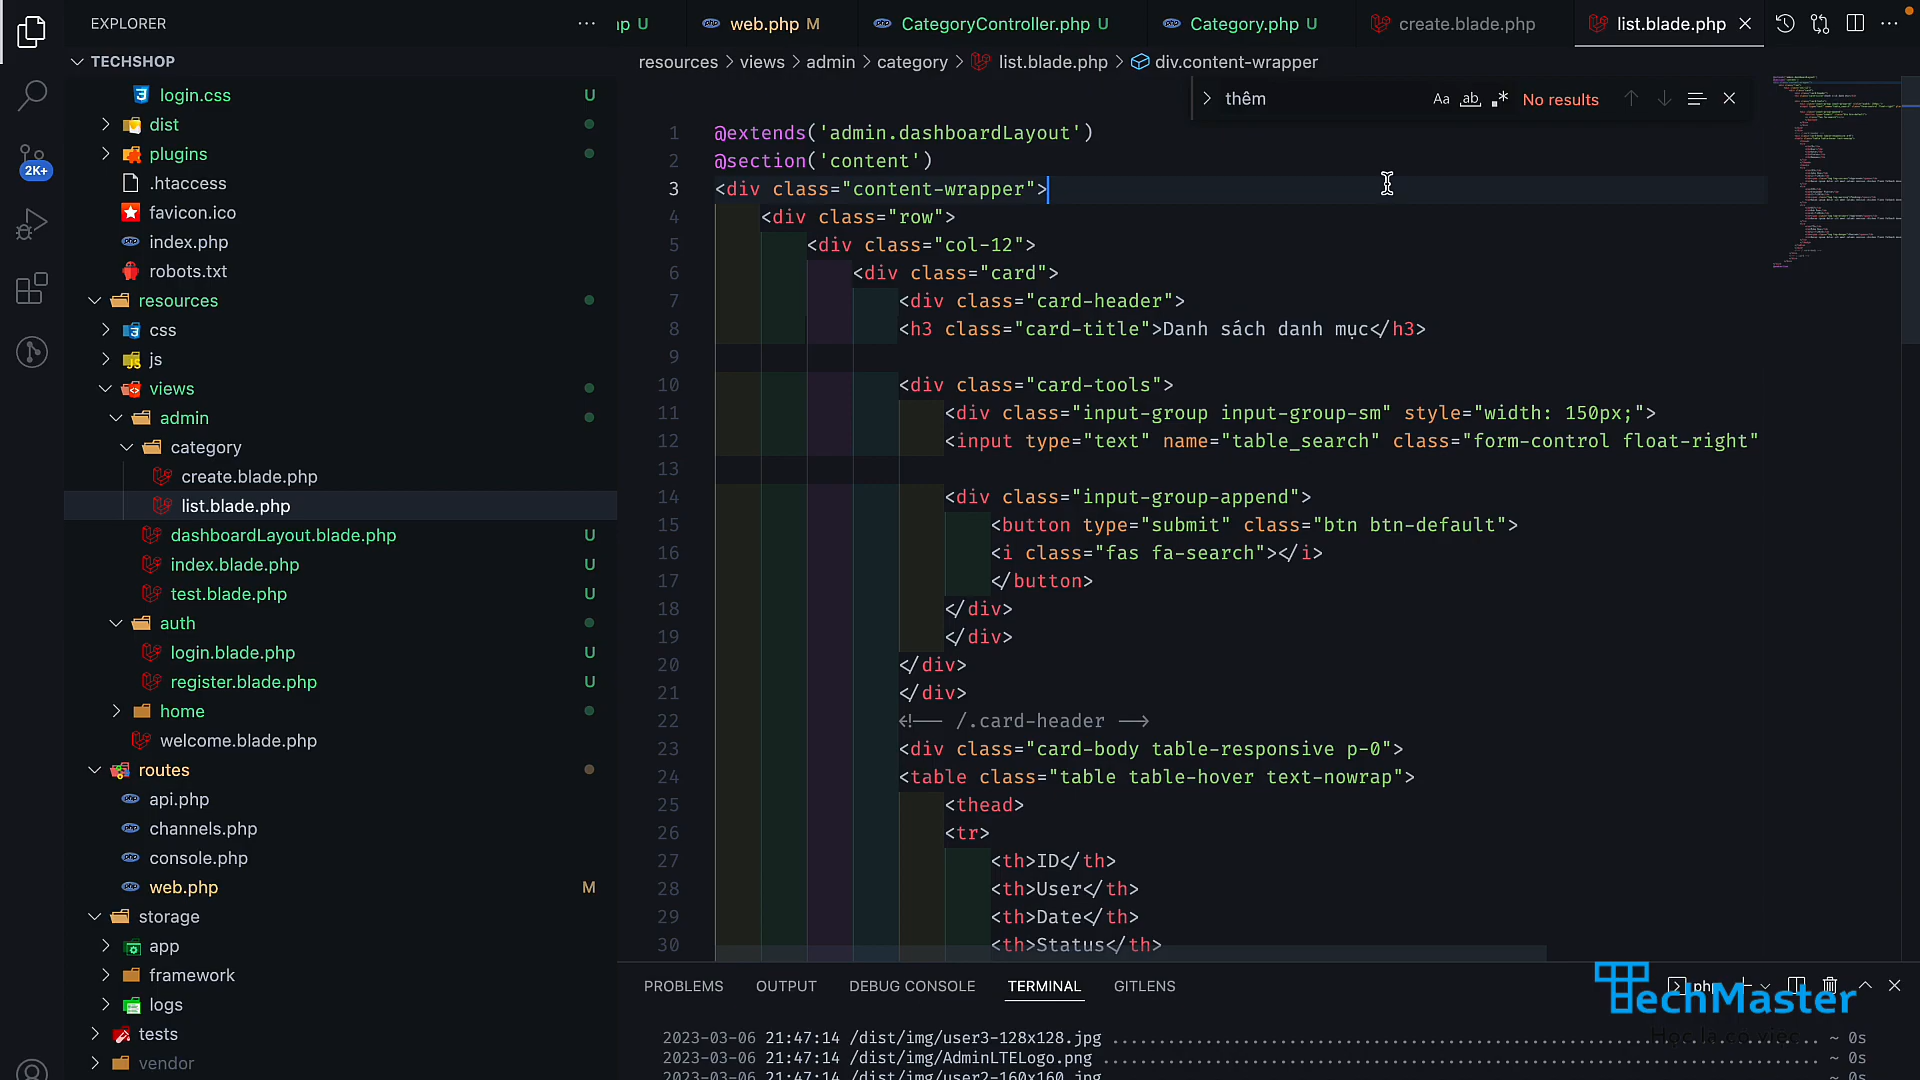 EXPLORER
TECHSHOP
login.css U
dist
plugins
.htaccess
favicon.ico
index.php
robots.txt
resources
css
js
views
admin
category
create.blade.php
list.blade.php
dashboardLayout.blade.php U
index.blade.php U
test.blade.php U
auth
login.blade.php U
register.blade.php U
home
welcome.blade.php
routes
api.php
channels.php
console.php
web.php M
storage
app
framework
logs
tests
vendor
2K+
U web.php M CategoryController.php U Category.php U create.blade.php list.blade.php
resources > views > admin > category > list.blade.php > div.content-wrapper
thêm Aa ab No results
1 @extends('admin.dashboardLayout')
2 @section('content')
3 <div class="content-wrapper">
4 <div class="row">
5 <div class="col-12">
6 <div class="card">
7 <div class="card-header">
8 <h3 class="card-title">Danh sách danh mục</h3>
9
10 <div class="card-tools">
11 <div class="input-group input-group-sm" style="width: 150px;">
12 <input type="text" name="table_search" class="form-control float-right"
13
14 <div class="input-group-append">
15 <button type="submit" class="btn btn-default">
16 <i class="fas fa-search"></i>
17 </button>
18 </div>
19 </div>
20 </div>
21 </div>
22 <!-- /.card-header -->
23 <div class="card-body table-responsive p-0">
24 <table class="table table-hover text-nowrap">
25 <thead>
26 <tr>
27 <th>ID</th>
28 <th>User</th>
29 <th>Date</th>
30 <th>Status</th>
PROBLEMS OUTPUT DEBUG CONSOLE TERMINAL GITLENS
TechMaster
2023-03-06 21:47:14 /dist/img/user3-128x128.jpg ~ 0s
2023-03-06 21:47:14 /dist/img/AdminLTELogo.png ~ 0s
2023-03-06 21:47:14 /dist/img/user2-160x160.jpg ~ 0s